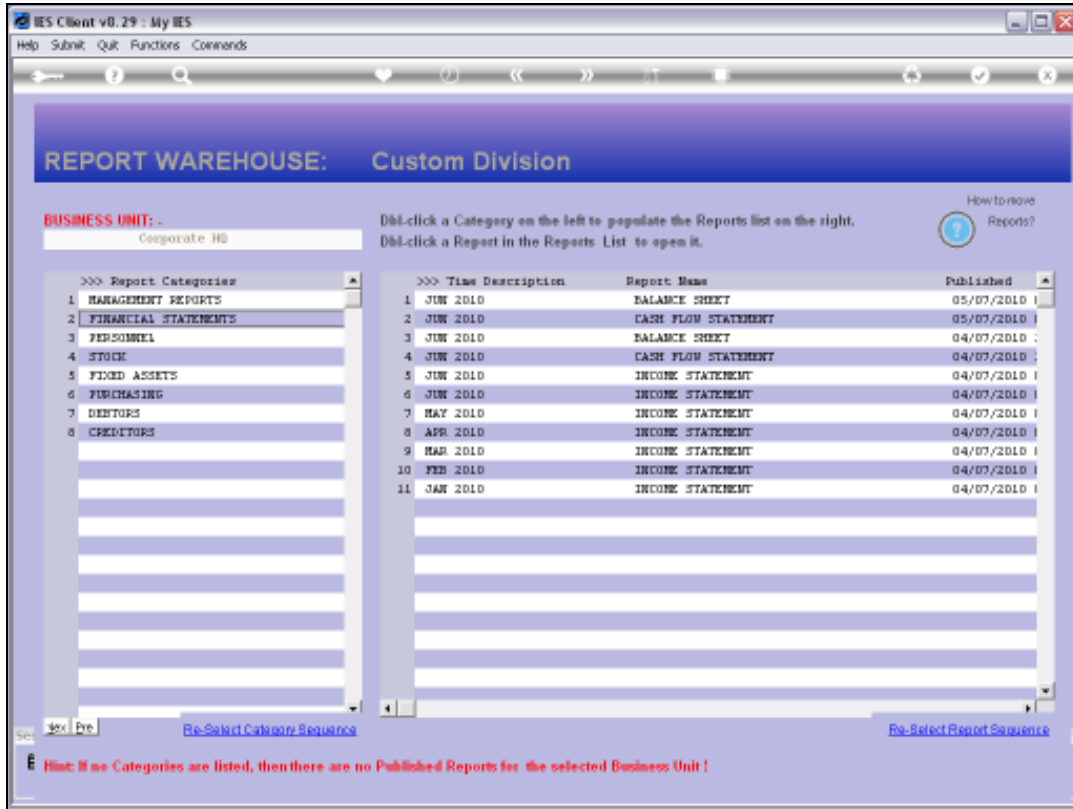 IES Client v8.29 : My IES
Help Submit Quit Functions Commands
REPORT WAREHOUSE: Custom Division
How to move
Reports?
BUSINESS UNIT: -
Corporate HQ
Dbl-click a Category on the left to populate the Reports list on the right.
Dbl-click a Report in the Reports List to open it.
>>> Report Categories
1 MANAGEMENT REPORTS
2 FINANCIAL STATEMENTS
3 PERSONNEL
4 STOCK
5 FIXED ASSETS
6 PURCHASING
7 DEBTORS
8 CREDITORS
>>> Time Description Report Name Published
1 JUN 2010 BALANCE SHEET 05/07/2010
2 JUN 2010 CASH FLOW STATEMENT 05/07/2010
3 JUN 2010 BALANCE SHEET 04/07/2010
4 JUN 2010 CASH FLOW STATEMENT 04/07/2010
5 JUN 2010 INCOME STATEMENT 04/07/2010
6 JUN 2010 INCOME STATEMENT 04/07/2010
7 MAY 2010 INCOME STATEMENT 04/07/2010
8 APR 2010 INCOME STATEMENT 04/07/2010
9 MAR 2010 INCOME STATEMENT 04/07/2010
10 FEB 2010 INCOME STATEMENT 04/07/2010
11 JAN 2010 INCOME STATEMENT 04/07/2010
Pre
Re-Select Category Sequence
Re-Select Report Sequence
Hint: If no Categories are listed, then there are no Published Reports for the selected Business Unit !